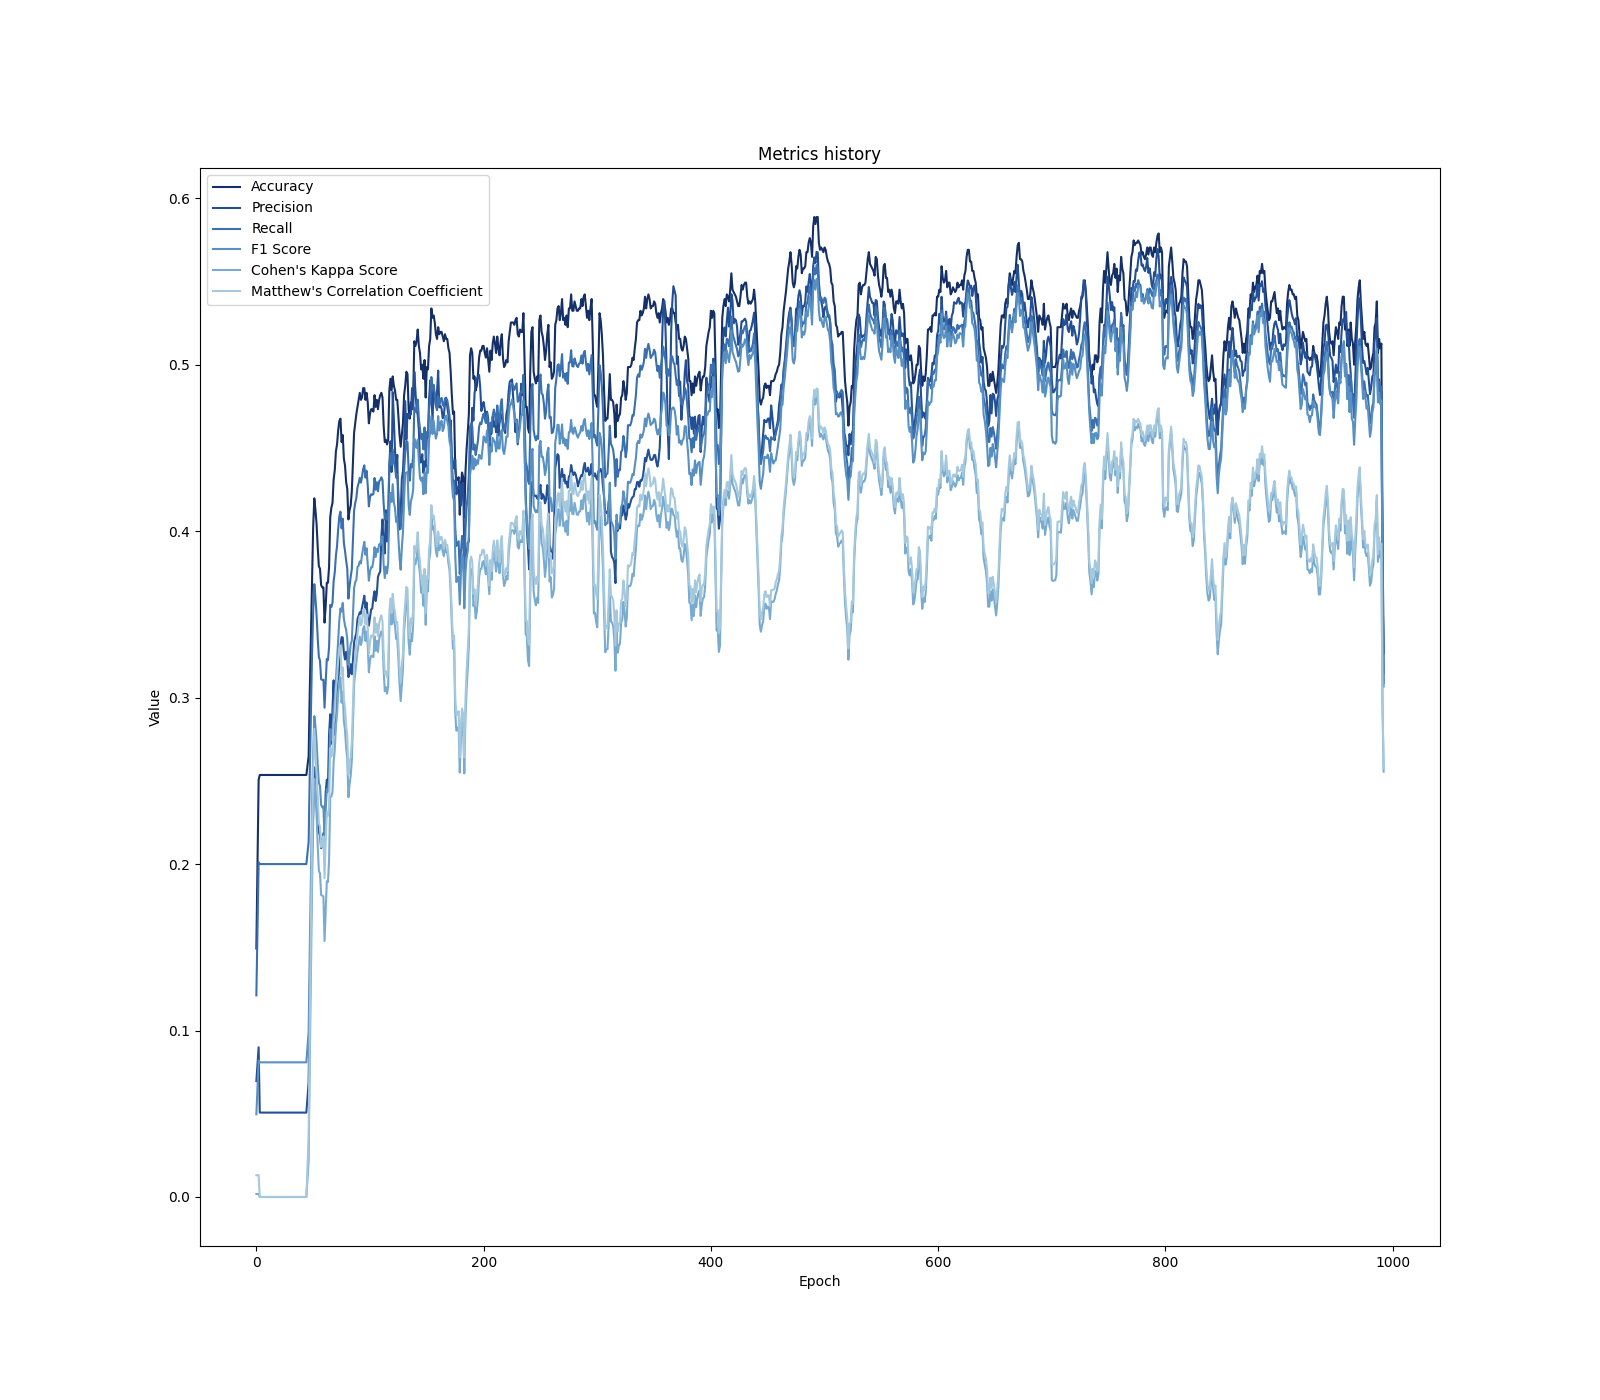 Metrics history
Accuracy
Precision
Recall
F1 Score
Cohen's Kappa Score
Matthew's Correlation Coefficient
0.6
0.5
0.4
0.3
0.2
0.1
0.0
Value
0 200 400 600 800 1000
Epoch